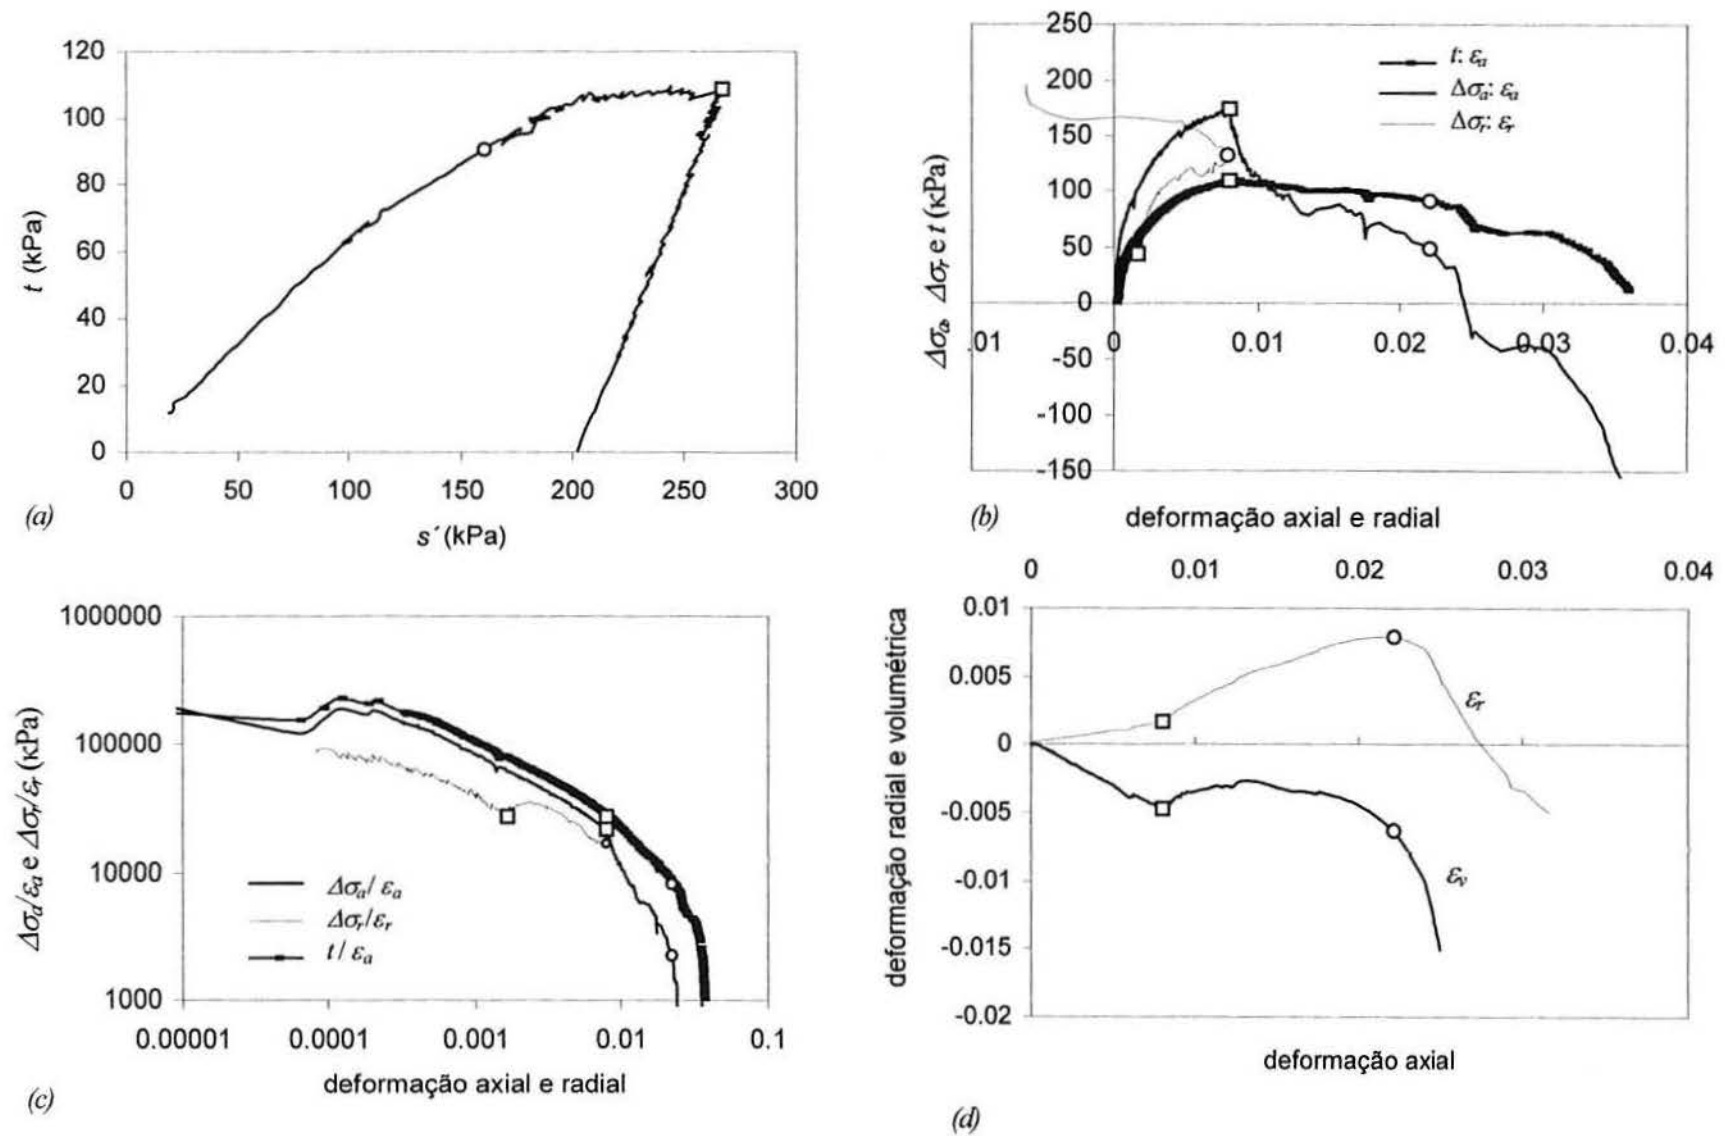 120
100
80
60
40
20
0
0 50 100 150 200 250 300
t (kPa)
s´ (kPa)
(a)
250
200
150
100
50
0
-50
-100
-150
.01 0 0.01 0.02 0.03 0.04
Δσa, Δσr e t (кPa)
t: εa
Δσa: εa
Δσr: εr
deformação axial e radial
(b)
1000000
100000
10000
1000
0.00001 0.0001 0.001 0.01 0.1
Δσa/εa e Δσr/εr (кPa)
Δσa/ εa
Δσr/εr
t / εa
deformação axial e radial
(c)
0 0.01 0.02 0.03 0.04
0.01
0.005
0
-0.005
-0.01
-0.015
-0.02
deformação radial e volumétrica
εr
εv
deformação axial
(d)